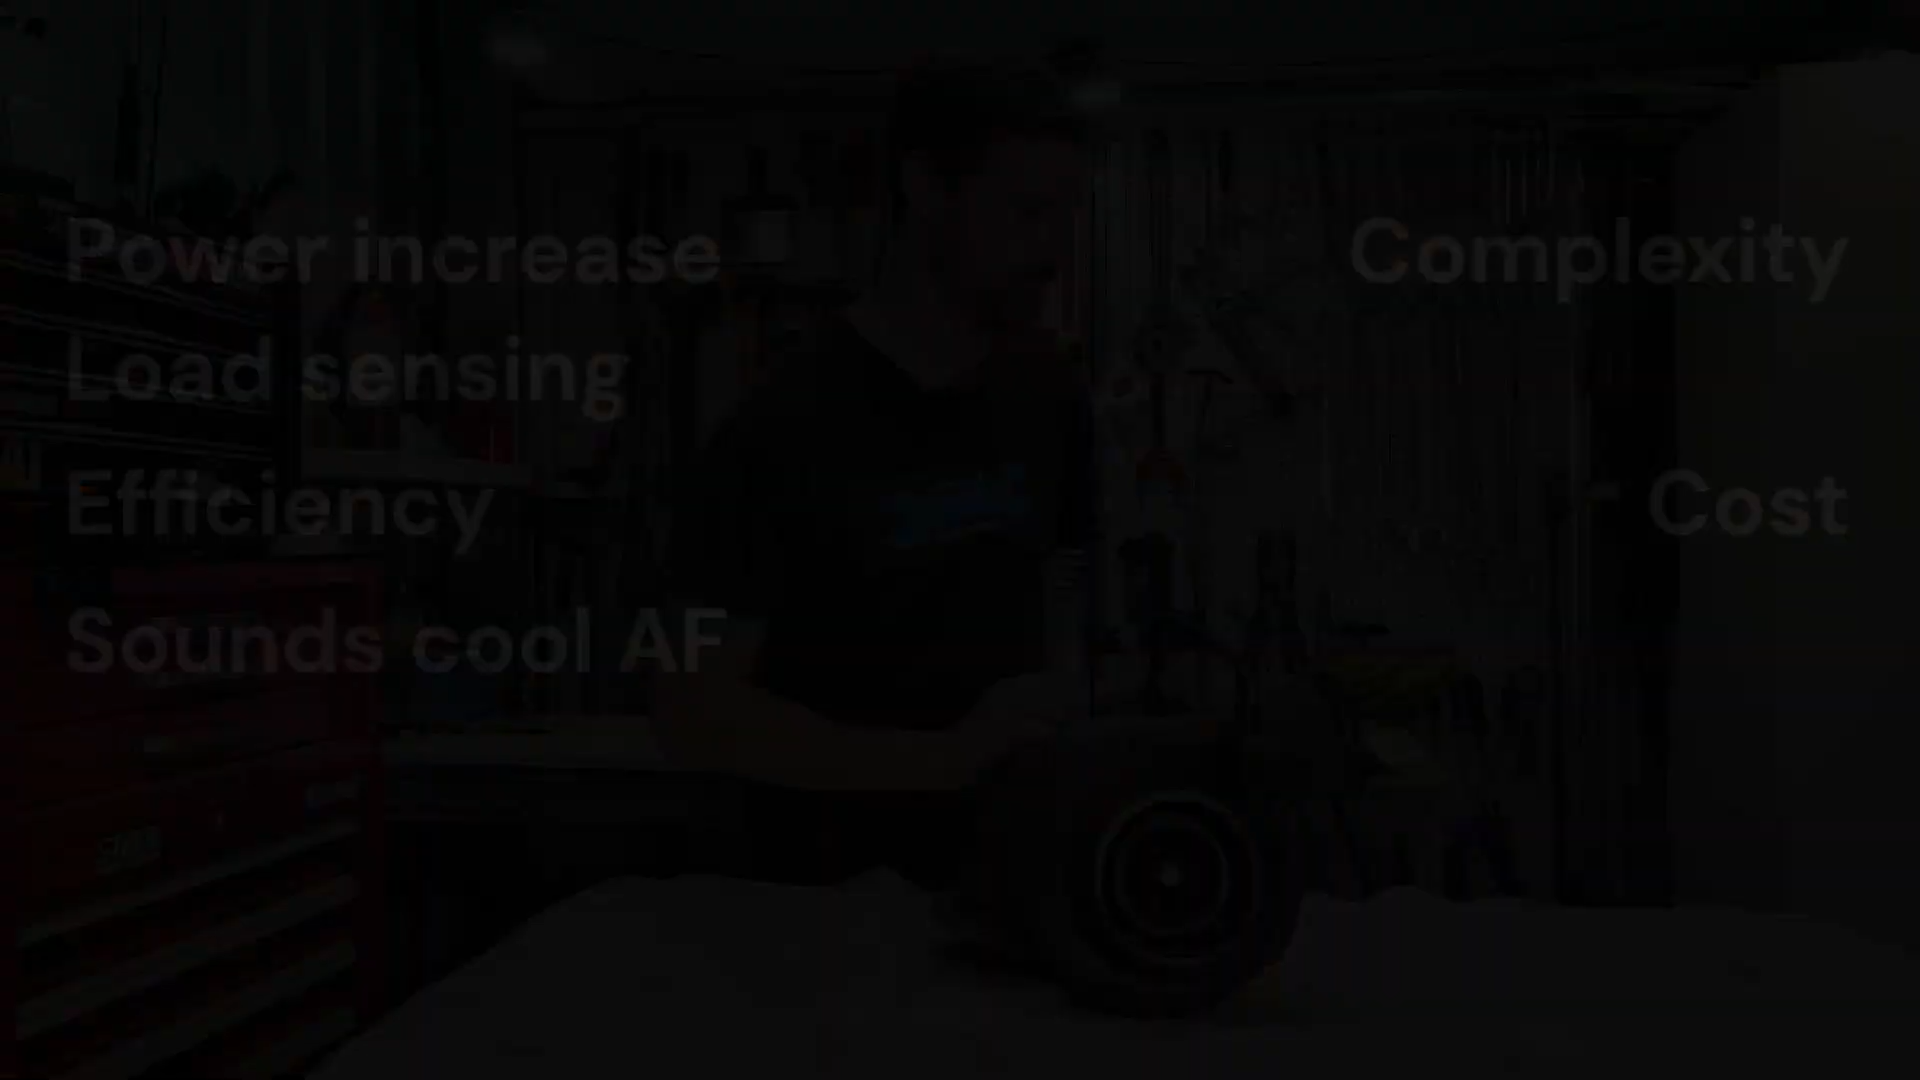 Power increase
Complexity
Load sensing
Efficiency
Cost
Sounds cool AF